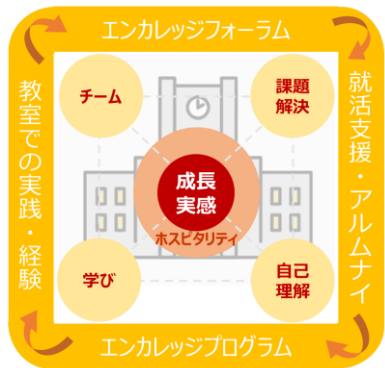 エンカレッジフォーラム
教室での実践・経験
就活支援・アルムナイ
チーム
課題
解決
成長
実感
ホスピタリティ
学び
自己
理解
エンカレッジプログラム